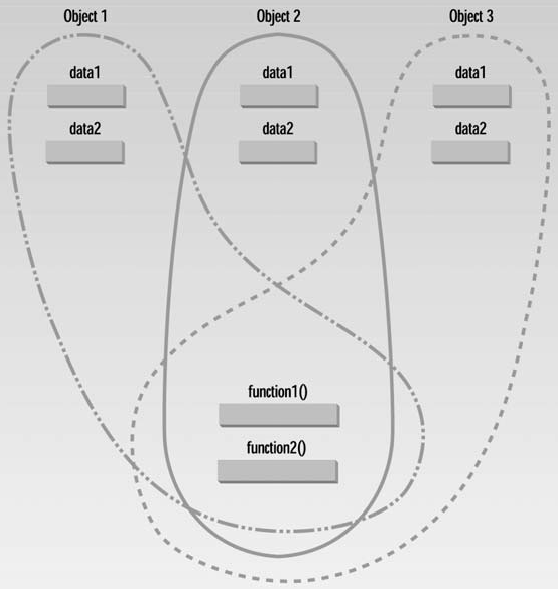 Object 1 Object 2 Object 3
data1 data1 data1
data2 data2 data2
function1()
function2()